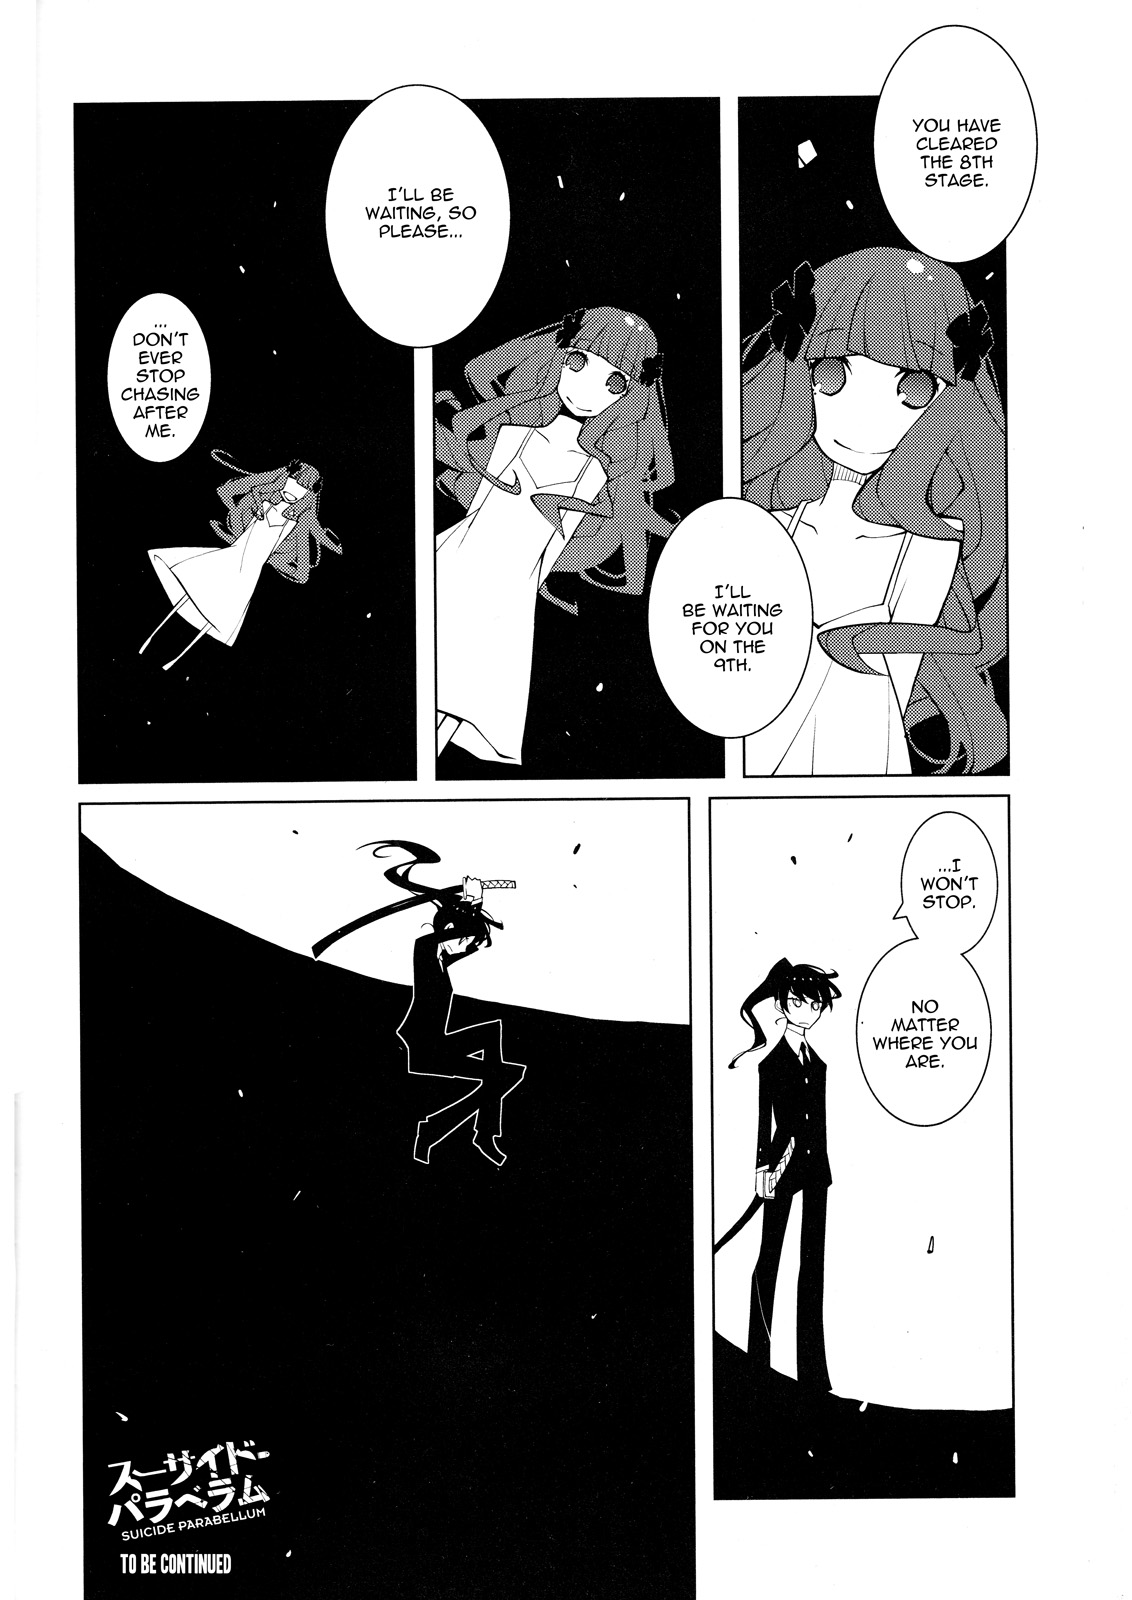 YOU HAVE
CLEARED
THE 8TH
STAGE.
I'LL
BE WAITING
FOR YOU
ON THE
9TH.
I'LL BE
WAITING, SO
PLEASE...
...
DON'T
EVER
STOP
CHASING
AFTER
ME.
...I
WON'T
STOP.
NO
MATTER
WHERE YOU
ARE.
スーサイド-
パラベラム
SUICIDE PARABELLUM
TO BE CONTINUED